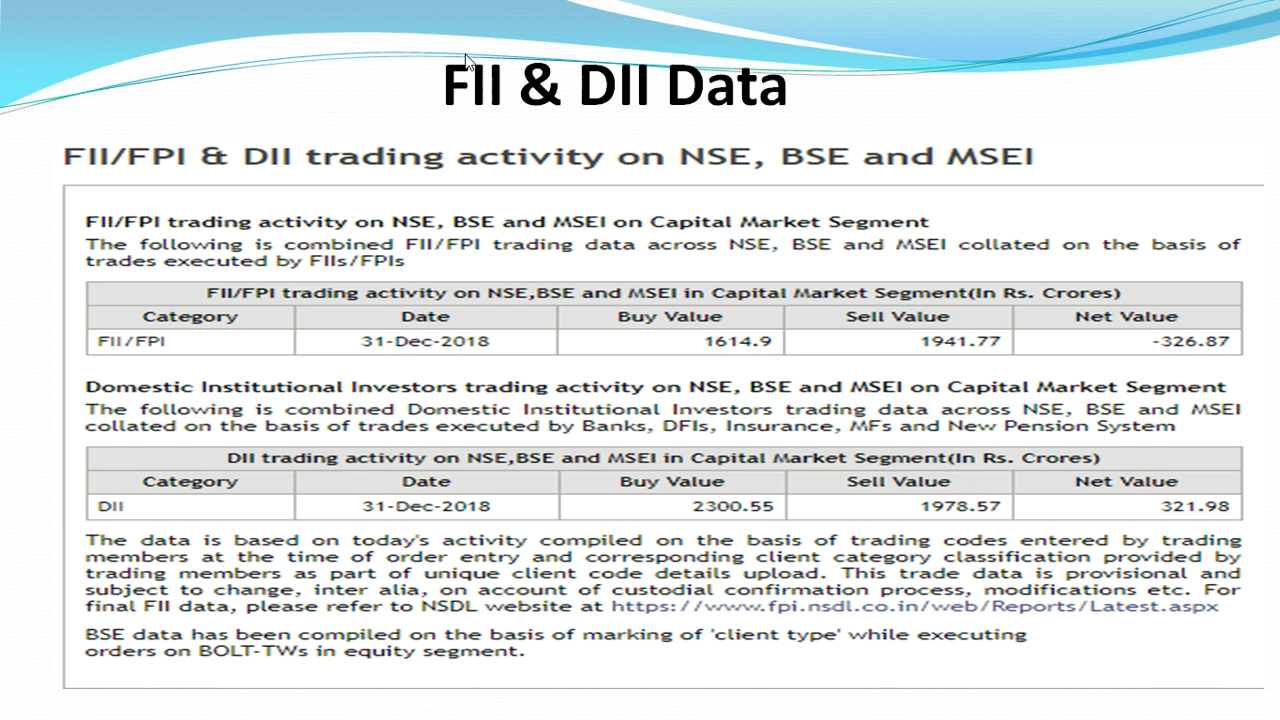 FII & DII Data
FII/FPI & DII trading activity on NSE, BSE and MSEI
FII/FPI trading activity on NSE, BSE and MSEI on Capital Market Segment
The following is combined FII/FPI trading data across NSE, BSE and MSEI collated on the basis of
trades executed by FIIs/FPIs
FII/FPI trading activity on NSE,BSE and MSEI in Capital Market Segment(In Rs. Crores)
Category Date Buy Value Sell Value Net Value
FII/FPI 31-Dec-2018 1614.9 1941.77 -326.87
Domestic Institutional Investors trading activity on NSE, BSE and MSEI on Capital Market Segment
The following is combined Domestic Institutional Investors trading data across NSE, BSE and MSEI
collated on the basis of trades executed by Banks, DFIs, Insurance, MFs and New Pension System
DII trading activity on NSE,BSE and MSEI in Capital Market Segment(In Rs. Crores)
Category Date Buy Value Sell Value Net Value
DII 31-Dec-2018 2300.55 1978.57 321.98
The data is based on today's activity compiled on the basis of trading codes entered by trading
members at the time of order entry and corresponding client category classification provided by
trading members as part of unique client code details upload. This trade data is provisional and
subject to change, inter alia, on account of custodial confirmation process, modifications etc. For
final FII data, please refer to NSDL website at https://www.fpi.nsdl.co.in/web/Reports/Latest.aspx
BSE data has been compiled on the basis of marking of 'client type' while executing
orders on BOLT-TWs in equity segment.